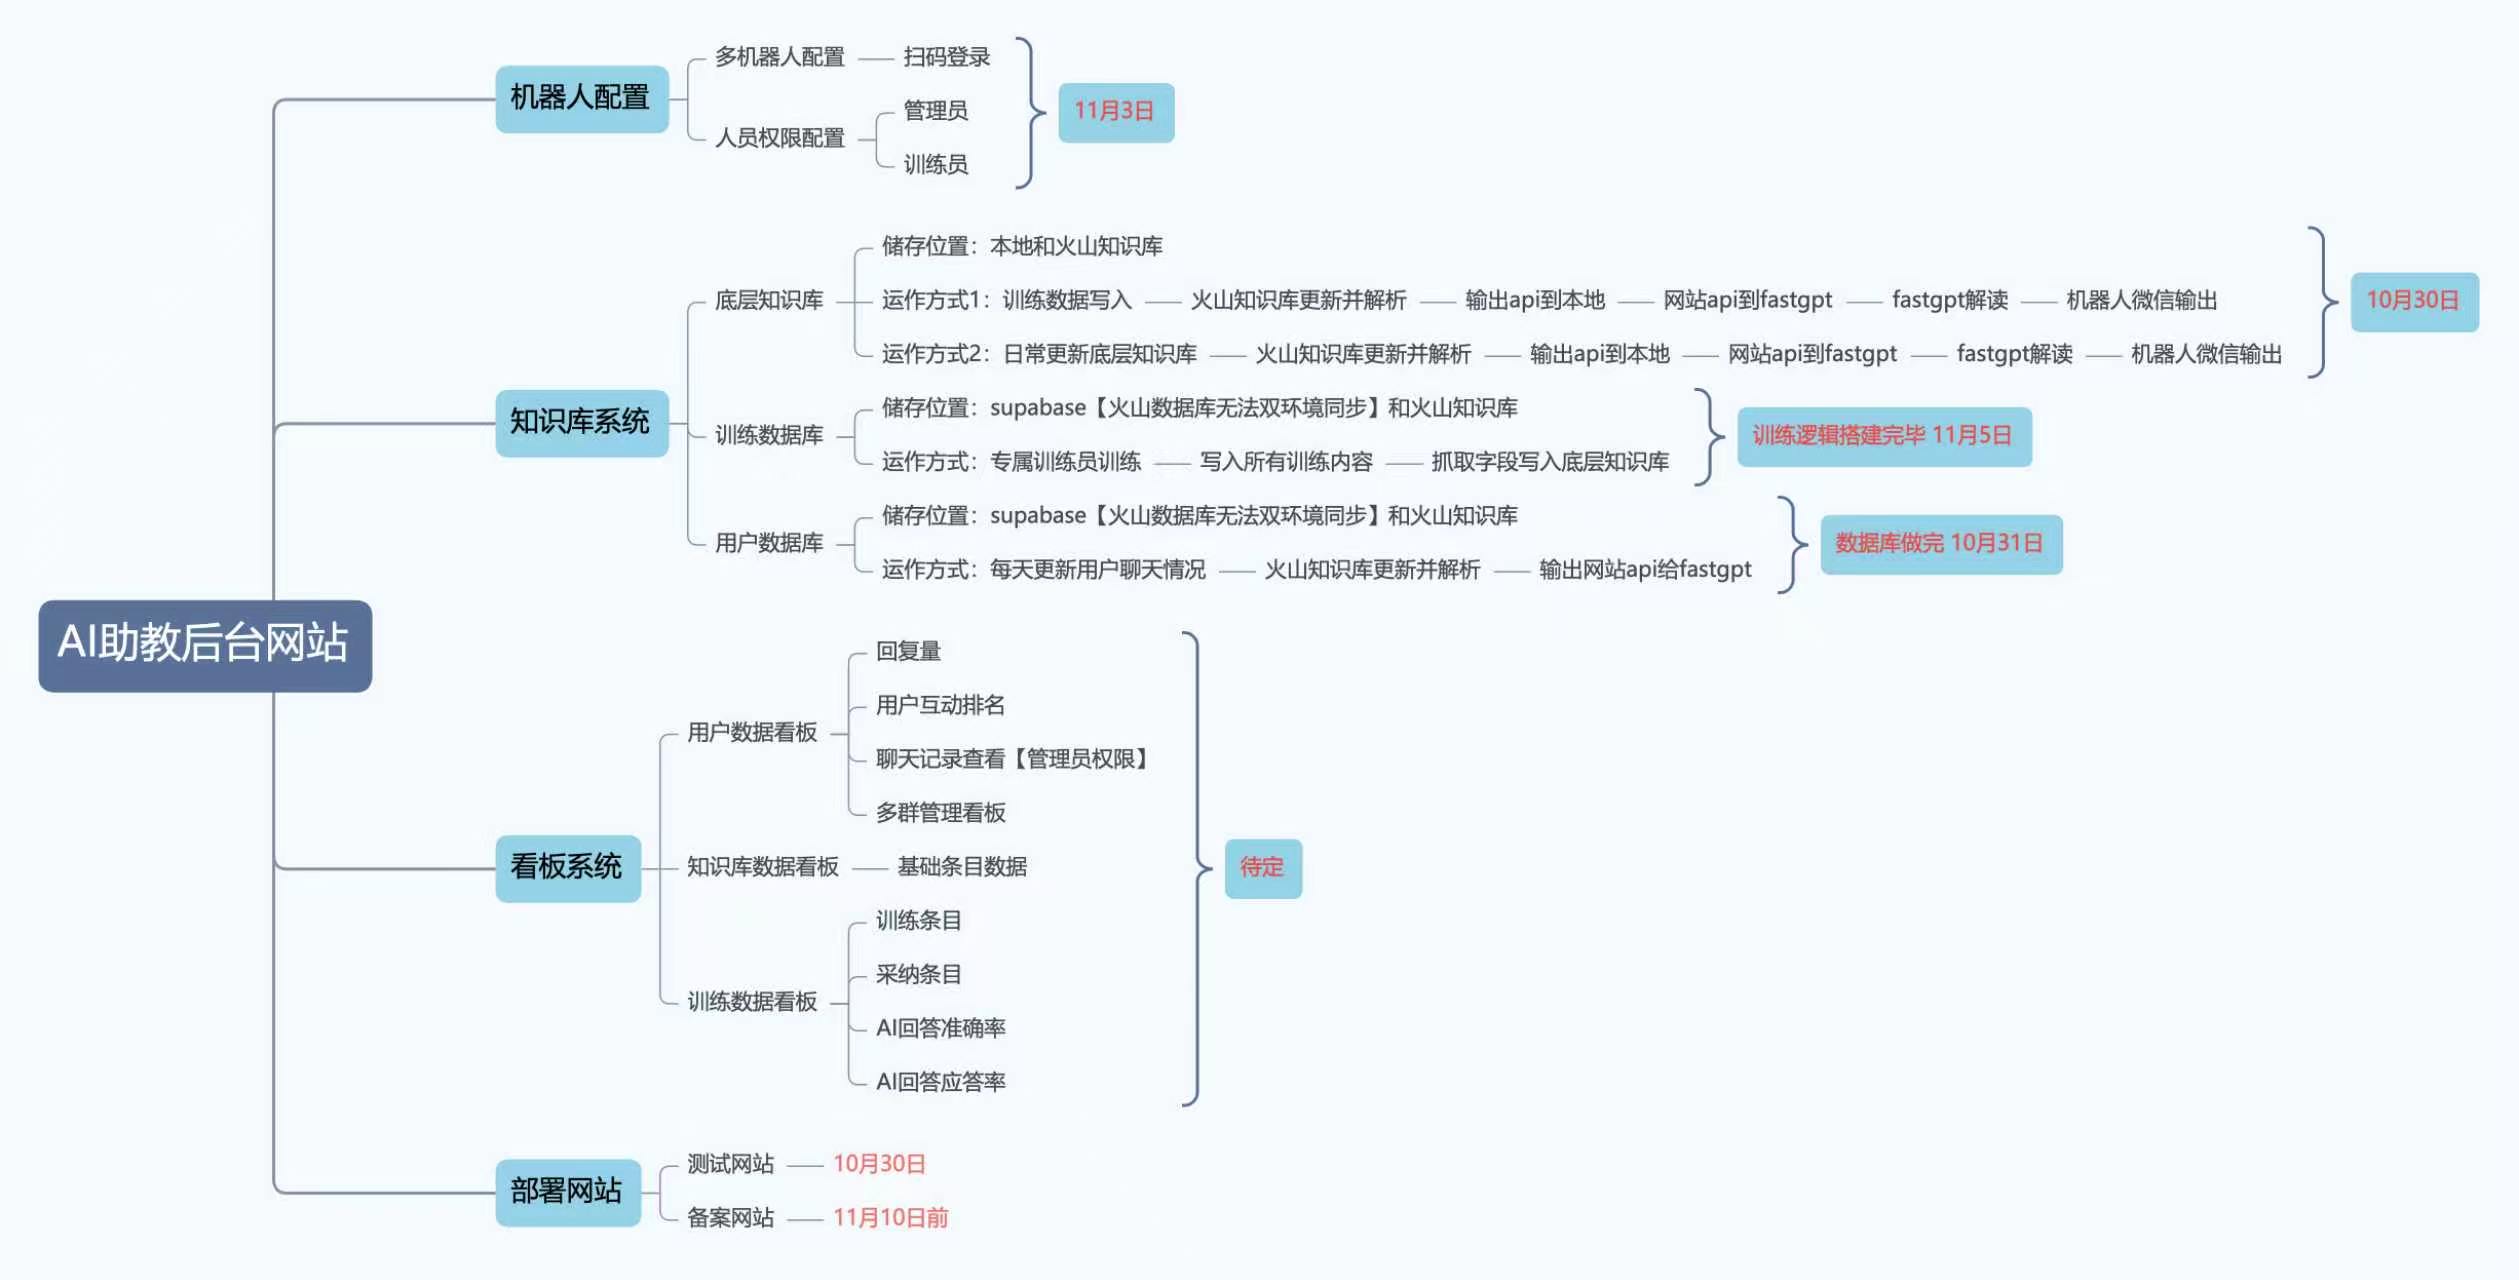 AI助教后台网站
机器人配置
多机器人配置
扫码登录
人员权限配置
管理员
训练员
11月3日
知识库系统
底层知识库
储存位置：本地和火山知识库
运作方式1：训练数据写入
火山知识库更新并解析
输出api到本地
网站api到fastgpt
fastgpt解读
机器人微信输出
运作方式2：日常更新底层知识库
火山知识库更新并解析
输出api到本地
网站api到fastgpt
fastgpt解读
机器人微信输出
10月30日
训练数据库
储存位置：supabase【火山数据库无法双环境同步】和火山知识库
运作方式：专属训练员训练
写入所有训练内容
抓取字段写入底层知识库
训练逻辑搭建完毕 11月5日
用户数据库
储存位置：supabase【火山数据库无法双环境同步】和火山知识库
运作方式：每天更新用户聊天情况
火山知识库更新并解析
输出网站api给fastgpt
数据库做完 10月31日
看板系统
用户数据看板
回复量
用户互动排名
聊天记录查看【管理员权限】
多群管理看板
知识库数据看板
基础条目数据
训练数据看板
训练条目
采纳条目
AI回答准确率
AI回答应答率
待定
部署网站
测试网站
10月30日
备案网站
11月10日前